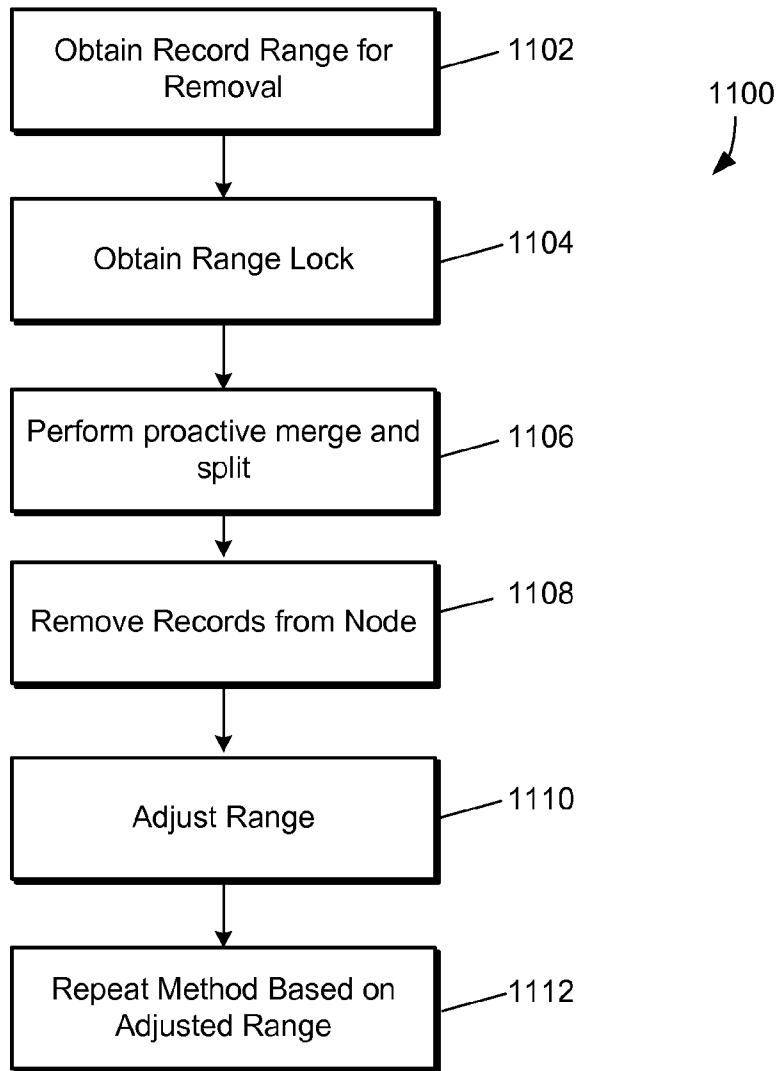 Obtain Record Range for
Removal
1102
1100
Obtain Range Lock
1104
Perform proactive merge and
split
1106
Remove Records from Node
1108
Adjust Range
1110
Repeat Method Based on
Adjusted Range
1112